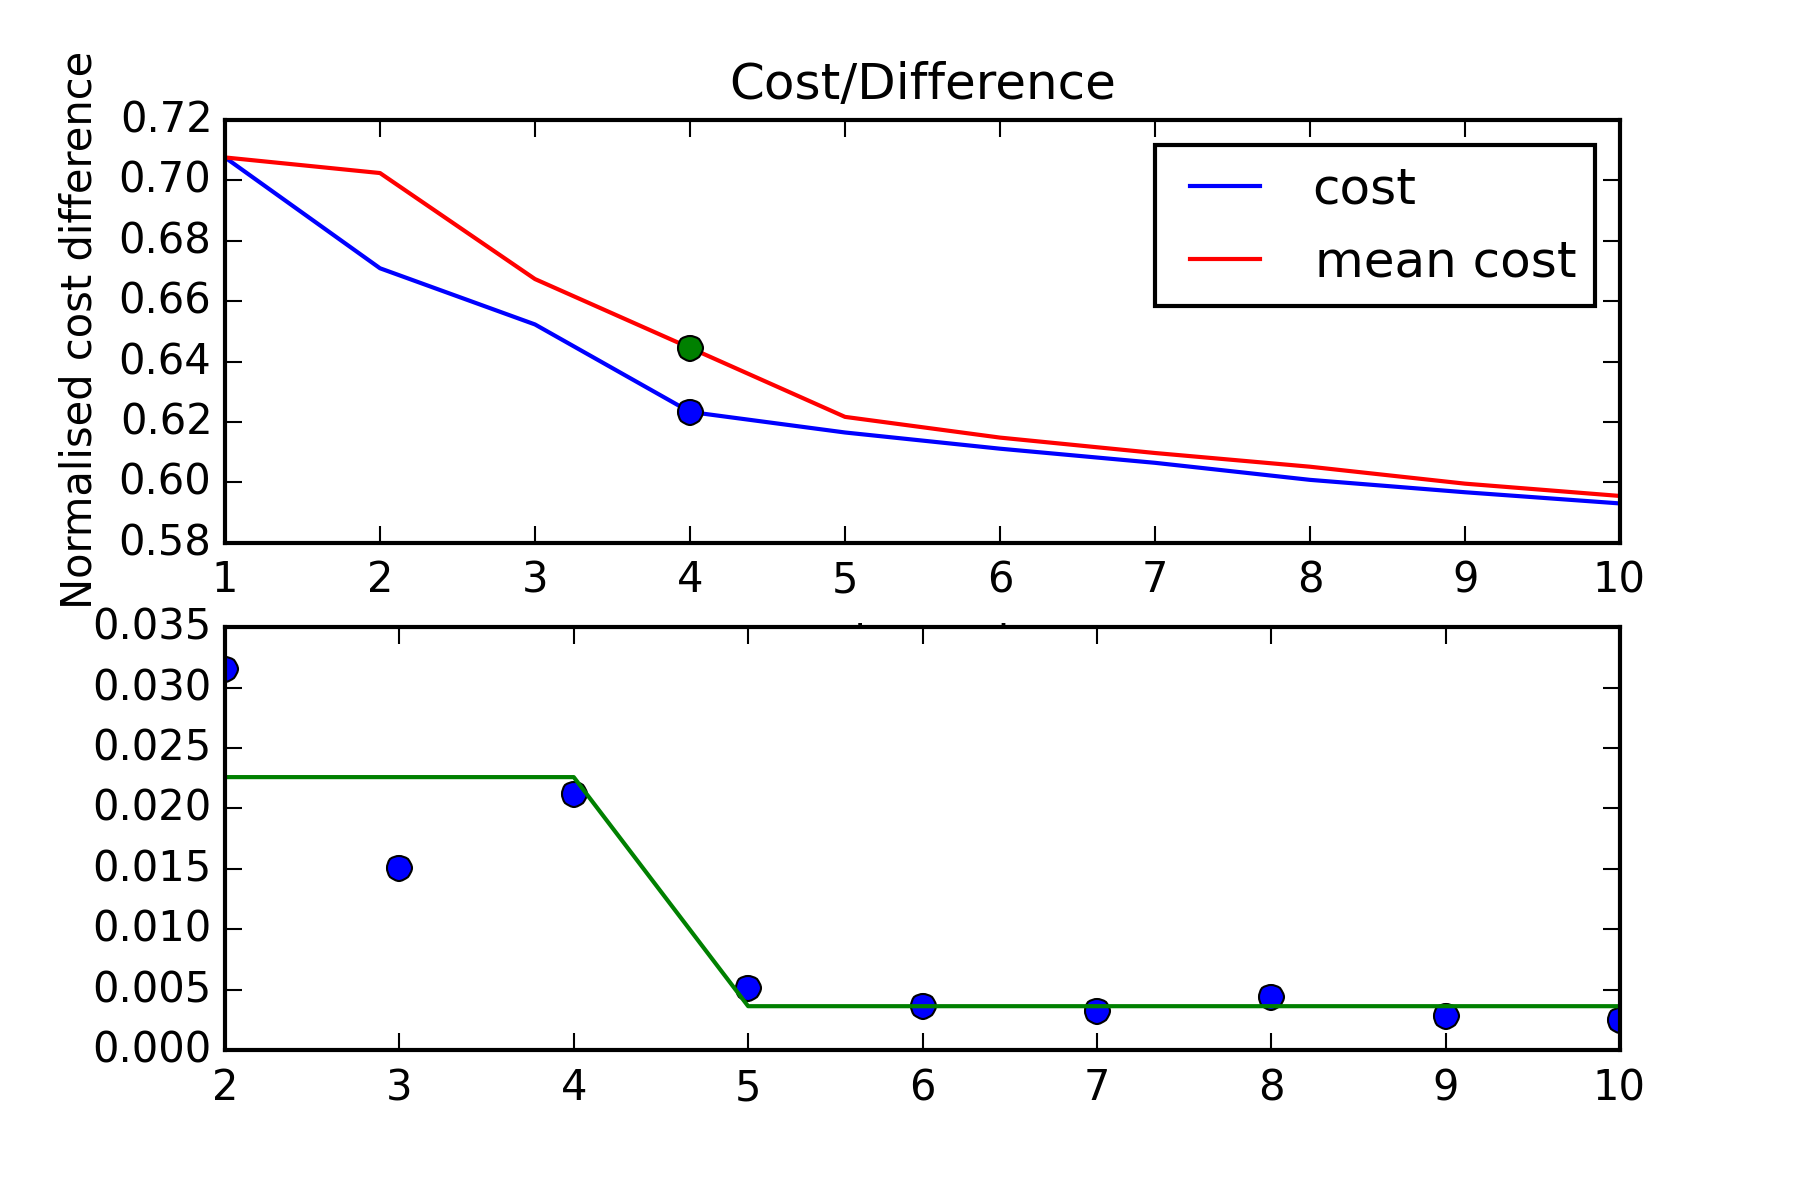 Cost/Difference
Normalised cost difference
0.72
0.70
0.68
0.66
0.64
0.62
0.60
0.58
cost
mean cost
1 2 3 4 5 6 7 8 9 10
0.035
0.030
0.025
0.020
0.015
0.010
0.005
0.000
2 3 4 5 6 7 8 9 10